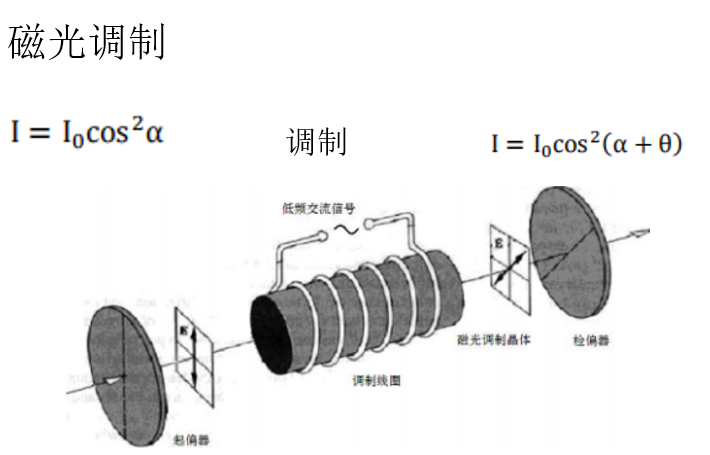 磁光调制
I = I₀cos²α
调制
I = I₀cos²(α + θ)
低频交流信号
E
E
磁光调制晶体
检偏器
调制线圈
起偏器